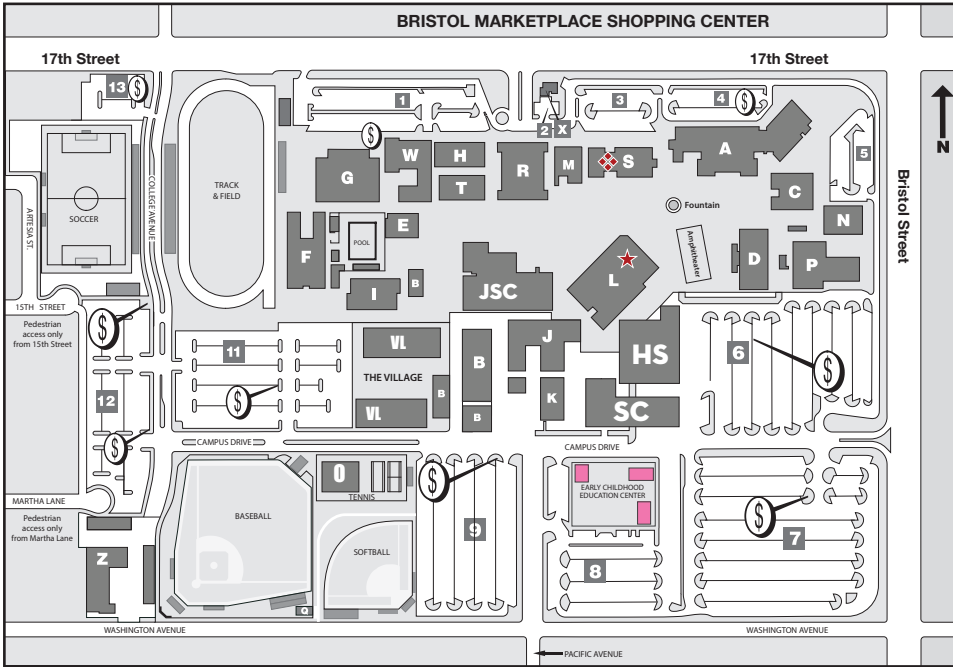 BRISTOL MARKETPLACE SHOPPING CENTER
17th Street
17th Street
13
$
1
$
2
X
3
4
$
5
N
Bristol Street
SOCCER
ARTESIA ST.
COLLEGE AVENUE
TRACK
& FIELD
G
W
H
T
R
M
S
A
C
N
Fountain
F
POOL
E
I
B
JSC
L
Amphitheater
D
P
15TH STREET
Pedestrian
access only
from 15th Street
$
12
$
11
$
VL
THE VILLAGE
VL
B
B
B
J
K
HS
SC
6
$
CAMPUS DRIVE
CAMPUS DRIVE
MARTHA LANE
Pedestrian
access only
from Martha Lane
Z
BASEBALL
O
TENNIS
SOFTBALL
Q
$
9
EARLY CHILDHOOD
EDUCATION CENTER
8
$
7
WASHINGTON AVENUE
WASHINGTON AVENUE
PACIFIC AVENUE